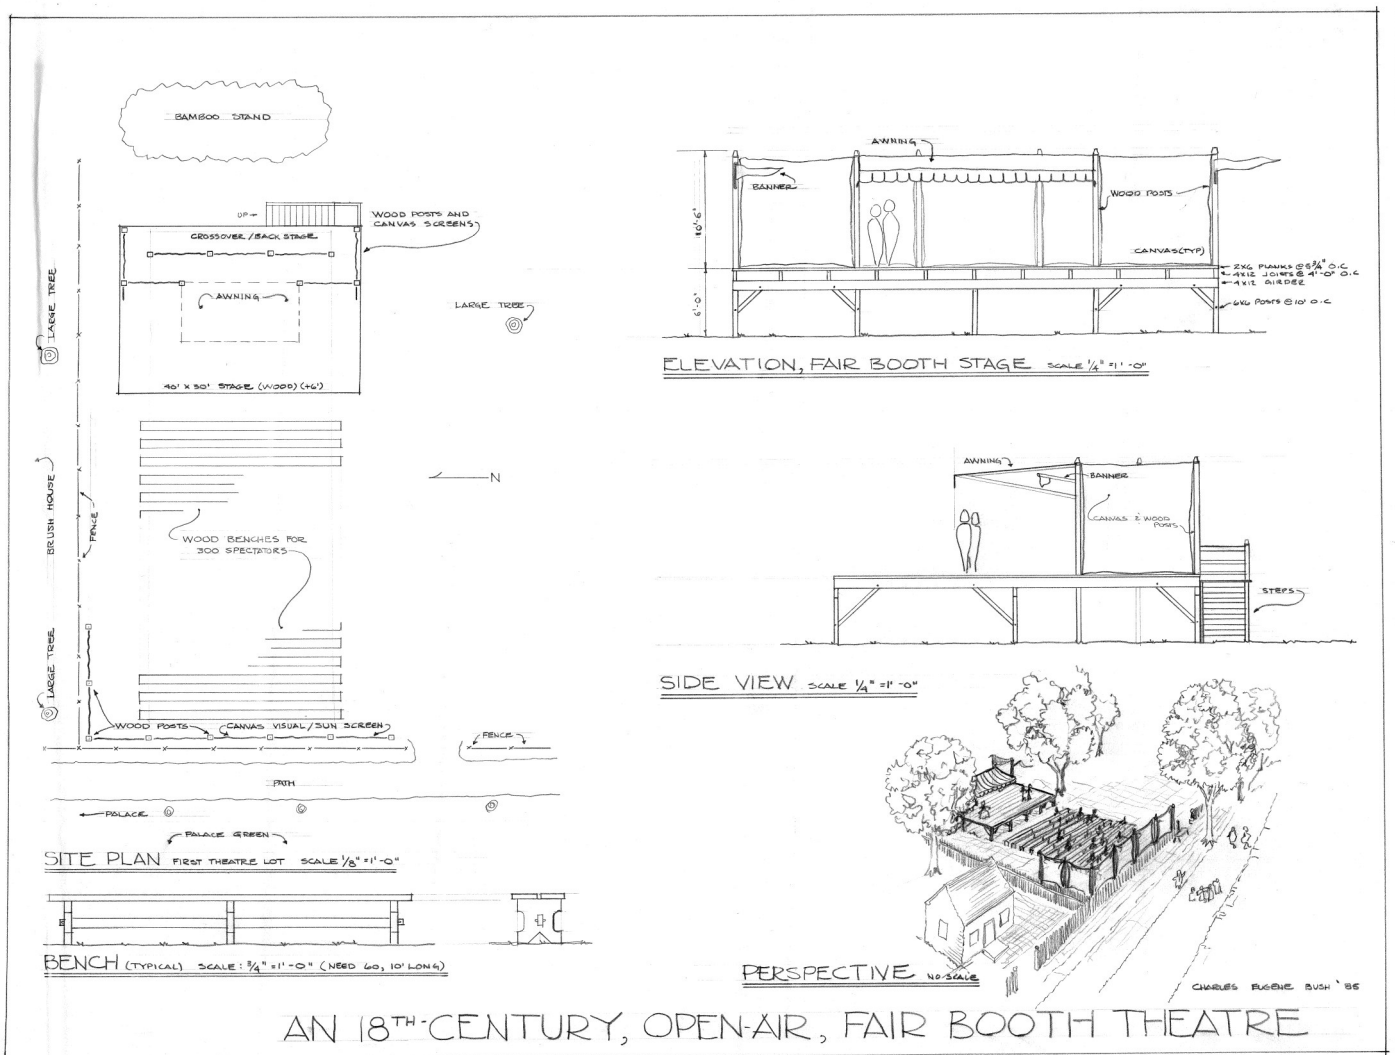 BAMBOO STAND
UP
WOOD POSTS AND
CANVAS SCREENS
CROSSOVER/BACK STAGE
AWNING
LARGE TREE
LARGE TREE
40' X 30' STAGE (WOOD) (+6')
N
BRUSH HOUSE
FENCE
WOOD BENCHES FOR
300 SPECTATORS
LARGE TREE
WOOD POSTS
CANVAS VISUAL/SUN SCREEN
FENCE
PATH
PALACE
PALACE GREEN
SITE PLAN FIRST THEATRE LOT SCALE 1/8" = 1'-0"
BENCH (TYPICAL) SCALE: 3/4" = 1'-0" (NEED 60, 10' LONG)
AWNING
BANNER
WOOD POSTS
CANVAS (TYP)
6'-0"
2X6 PLANKS @ 5 3/4" O.C
4X12 JOISTS @ 4'-0" O.C
4X12 GIRDER
6X6 POSTS @ 10' O.C
ELEVATION, FAIR BOOTH STAGE SCALE 1/4" = 1'-0"
AWNING
BANNER
CANVAS & WOOD
POSTS
STEPS
SIDE VIEW SCALE 1/4" = 1'-0"
PERSPECTIVE NO SCALE
CHARLES EUGENE BUSH '85
AN 18TH-CENTURY, OPEN-AIR, FAIR BOOTH THEATRE